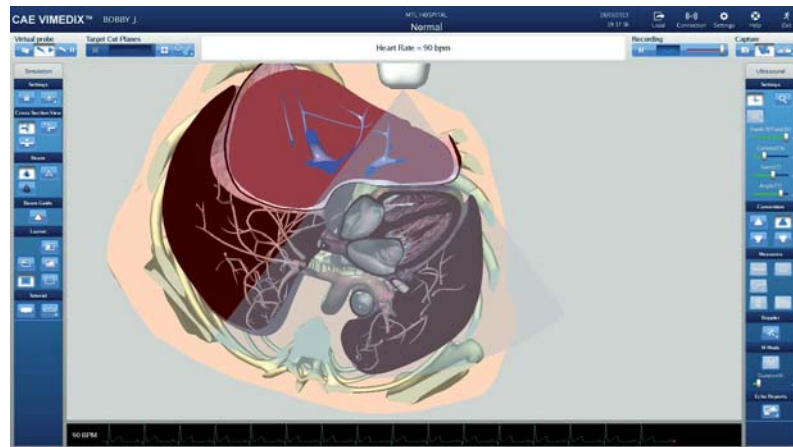 CAE VIMEDIX™ BOBBY J.
MTL HOSPITAL
Normal
Local Connection Settings Help Exit
Virtual probe
Target Cut Planes
Heart Rate = 90 bpm
Recording
Capture
Simulation
Settings
Cross Section View
Beam
Beam Guide
Layout
Tutorial
Ultrasound
Settings
Convention
Measures
Doppler
M-Mode
Echo Reports
90 BPM